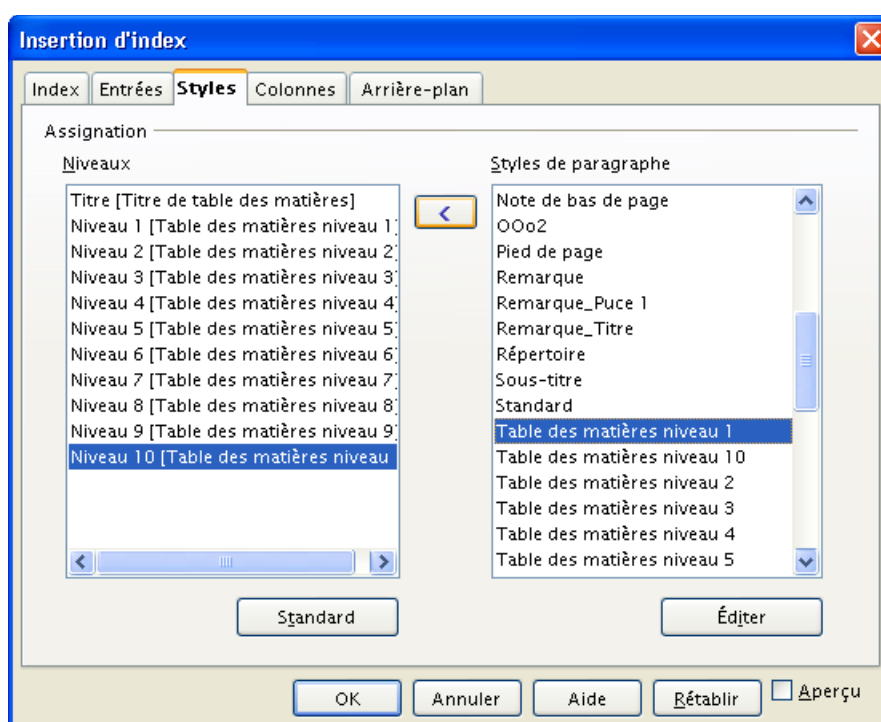 Insertion d'index
Index Entrées Styles Colonnes Arrière-plan
Assignation
Niveaux
Titre [Titre de table des matières]
Niveau 1 [Table des matières niveau 1]
Niveau 2 [Table des matières niveau 2]
Niveau 3 [Table des matières niveau 3]
Niveau 4 [Table des matières niveau 4]
Niveau 5 [Table des matières niveau 5]
Niveau 6 [Table des matières niveau 6]
Niveau 7 [Table des matières niveau 7]
Niveau 8 [Table des matières niveau 8]
Niveau 9 [Table des matières niveau 9]
Niveau 10 [Table des matières niveau
Standard
<
Styles de paragraphe
Note de bas de page
OOo2
Pied de page
Remarque
Remarque_Puce 1
Remarque_Titre
Répertoire
Sous-titre
Standard
Table des matières niveau 1
Table des matières niveau 10
Table des matières niveau 2
Table des matières niveau 3
Table des matières niveau 4
Table des matières niveau 5
Éditer
OK Annuler Aide Rétablir Aperçu